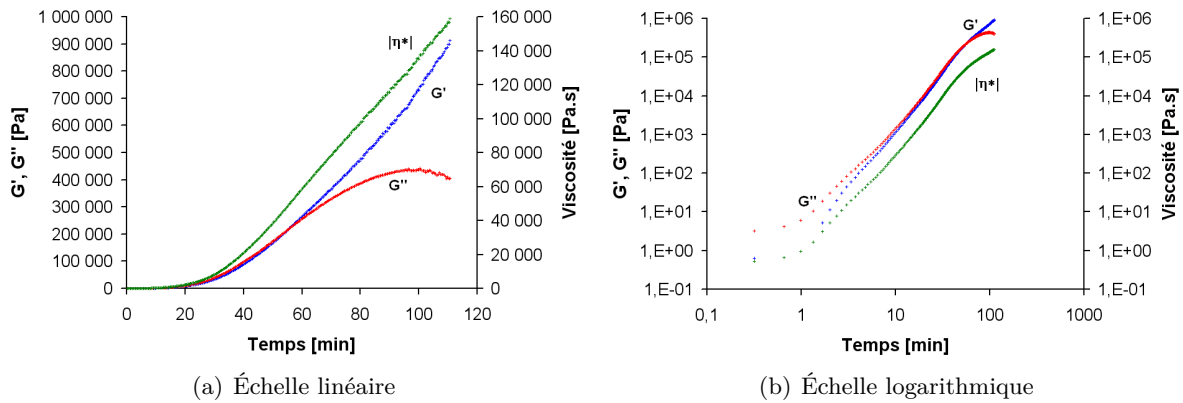 1 000 000
900 000
800 000
700 000
600 000
500 000
400 000
300 000
200 000
100 000
0
G', G'' [Pa]
160 000
140 000
120 000
100 000
80 000
60 000
40 000
20 000
0
Viscosité [Pa.s]
|η*|
G'
G''
0 20 40 60 80 100 120
Temps [min]
(a) Échelle linéaire
1,E+06
1,E+05
1,E+04
1,E+03
1,E+02
1,E+01
1,E+00
1,E-01
G', G'' [Pa]
1,E+06
1,E+05
1,E+04
1,E+03
1,E+02
1,E+01
1,E+00
1,E-01
Viscosité [Pa.s]
G'
|η*|
G''
0,1 1 10 100 1000
Temps [min]
(b) Échelle logarithmique